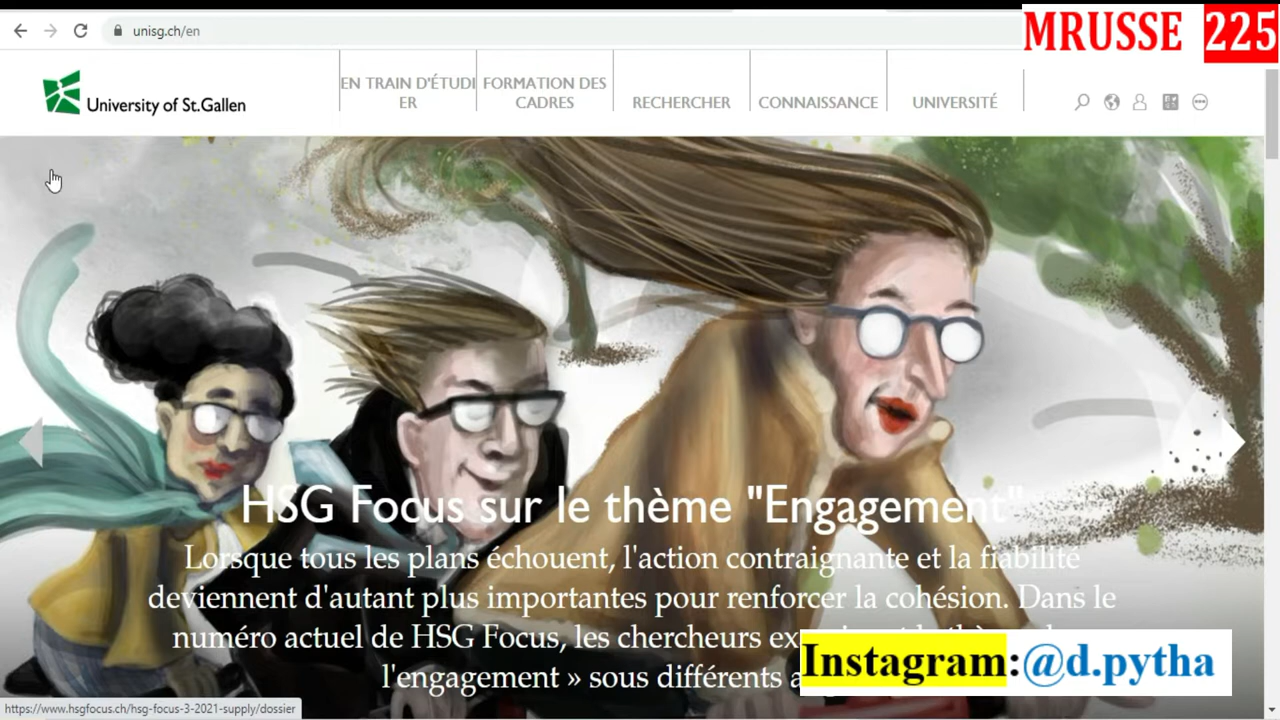 unisg.ch/en
MRUSSE 225
University of St.Gallen
EN TRAIN D'ÉTUDI
ER
FORMATION DES
CADRES
RECHERCHER
CONNAISSANCE
UNIVERSITÉ
HSG Focus sur le thème "Engagement"
Lorsque tous les plans échouent, l'action contraignante et la fiabilité
deviennent d'autant plus importantes pour renforcer la cohésion. Dans le
numéro actuel de HSG Focus, les chercheurs
l'engagement » sous différents
Instagram:@d.pytha
https://www.hsgfocus.ch/hsg-focus-3-2021-supply/dossier